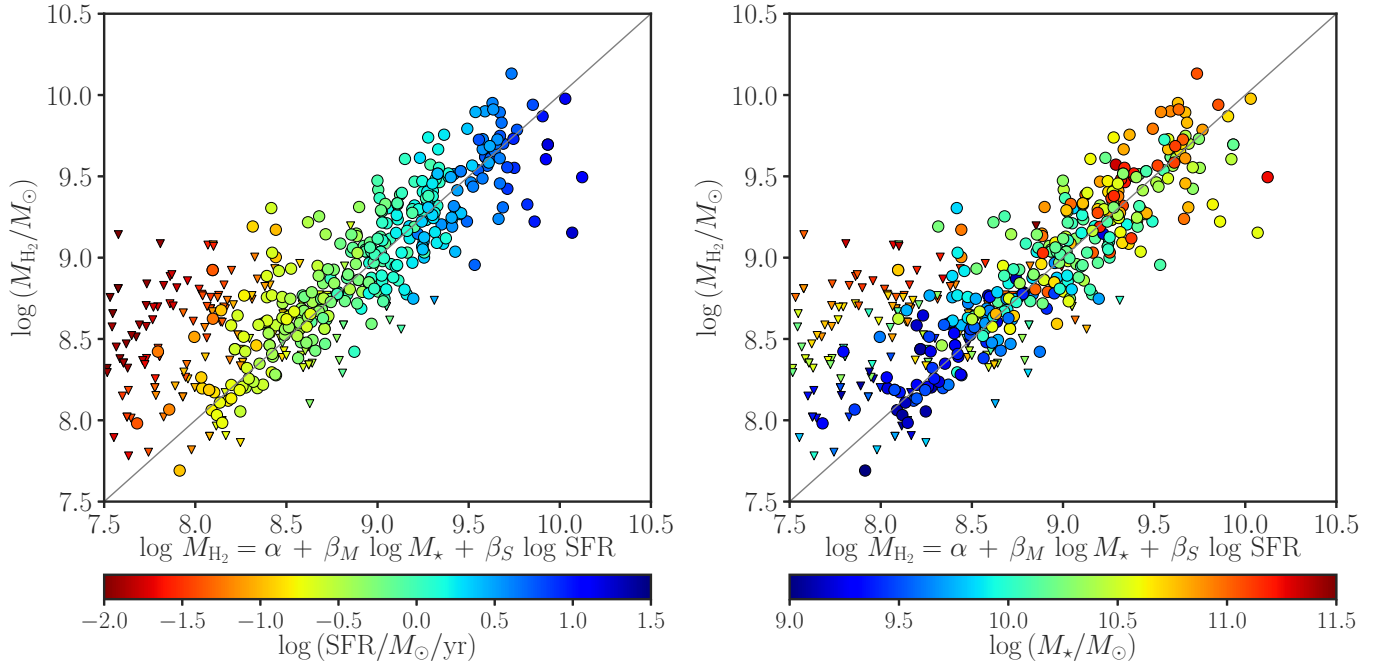 10.5
10.0
9.5
9.0
8.5
8.0
7.5
log (M_H₂/M_⊙)
7.5 8.0 8.5 9.0 9.5 10.0 10.5
log M_H₂ = α + β_M log M_⋆ + β_S log SFR
−2.0 −1.5 −1.0 −0.5 0.0 0.5 1.0 1.5
log (SFR/M_⊙/yr)
10.5
10.0
9.5
9.0
8.5
8.0
7.5
log (M_H₂/M_⊙)
7.5 8.0 8.5 9.0 9.5 10.0 10.5
log M_H₂ = α + β_M log M_⋆ + β_S log SFR
9.0 9.5 10.0 10.5 11.0 11.5
log (M_⋆/M_⊙)